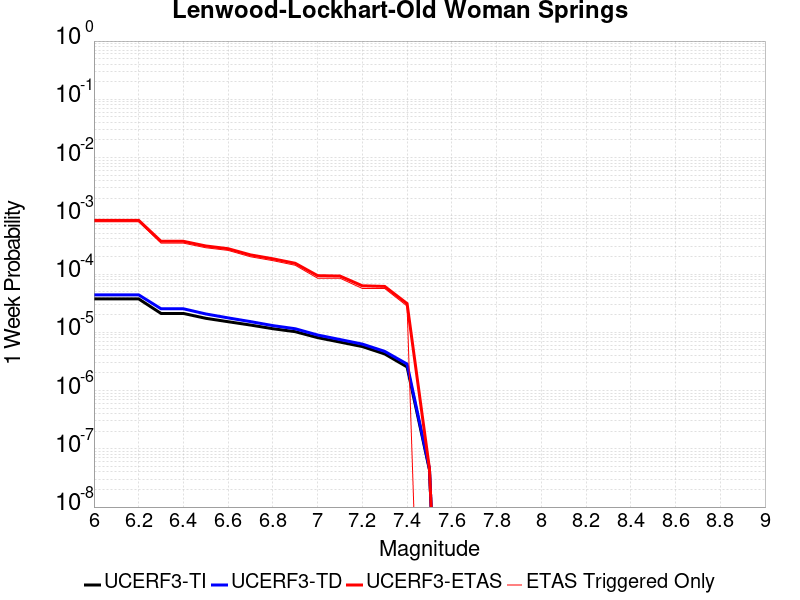 Lenwood-Lockhart-Old Woman Springs
10^0
10^-1
10^-2
10^-3
10^-4
10^-5
10^-6
10^-7
10^-8
1 Week Probability
6 6.2 6.4 6.6 6.8 7 7.2 7.4 7.6 7.8 8 8.2 8.4 8.6 8.8 9
Magnitude
UCERF3-TI UCERF3-TD UCERF3-ETAS ETAS Triggered Only